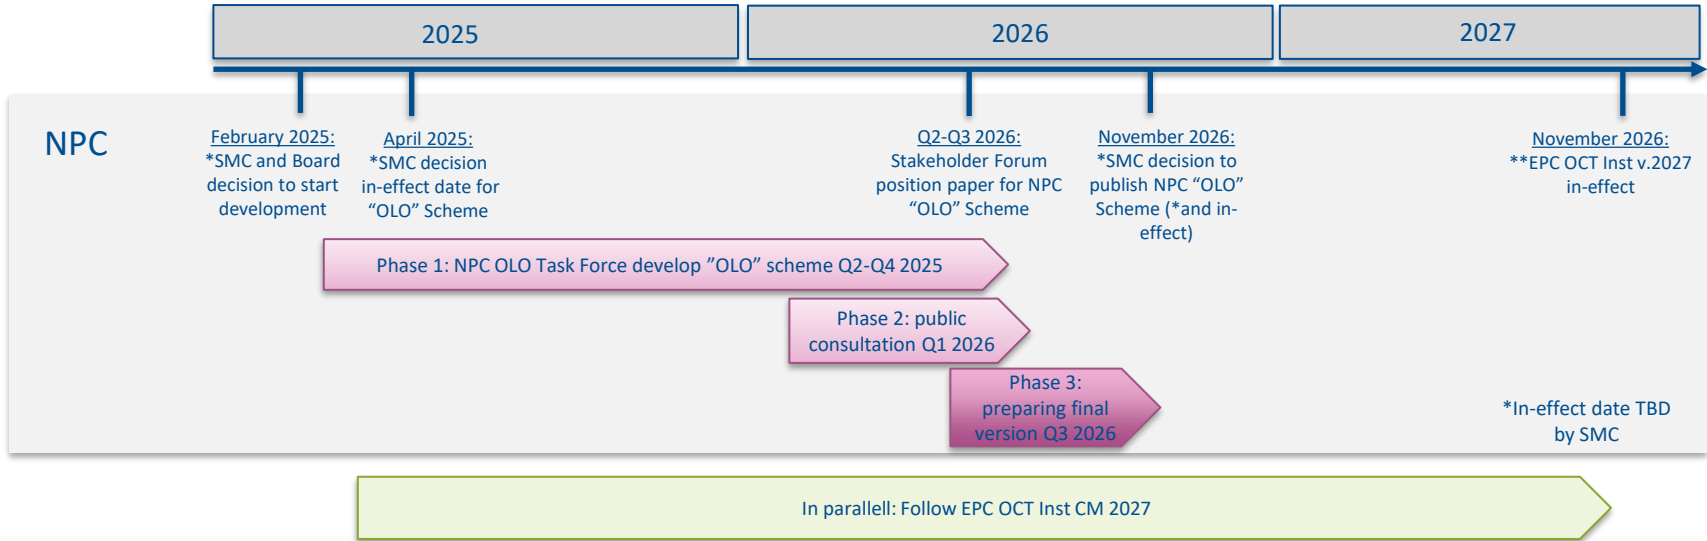 2025
2026
2027
NPC
February 2025:
*SMC and Board
decision to start
development
April 2025:
*SMC decision
in-effect date for
“OLO” Scheme
Q2-Q3 2026:
Stakeholder Forum
position paper for NPC
“OLO” Scheme
November 2026:
*SMC decision to
publish NPC “OLO”
Scheme (*and in-
effect)
November 2026:
**EPC OCT Inst v.2027
in-effect
Phase 1: NPC OLO Task Force develop ”OLO” scheme Q2-Q4 2025
Phase 2: public
consultation Q1 2026
Phase 3:
preparing final
version Q3 2026
*In-effect date TBD
by SMC
In parallell: Follow EPC OCT Inst CM 2027